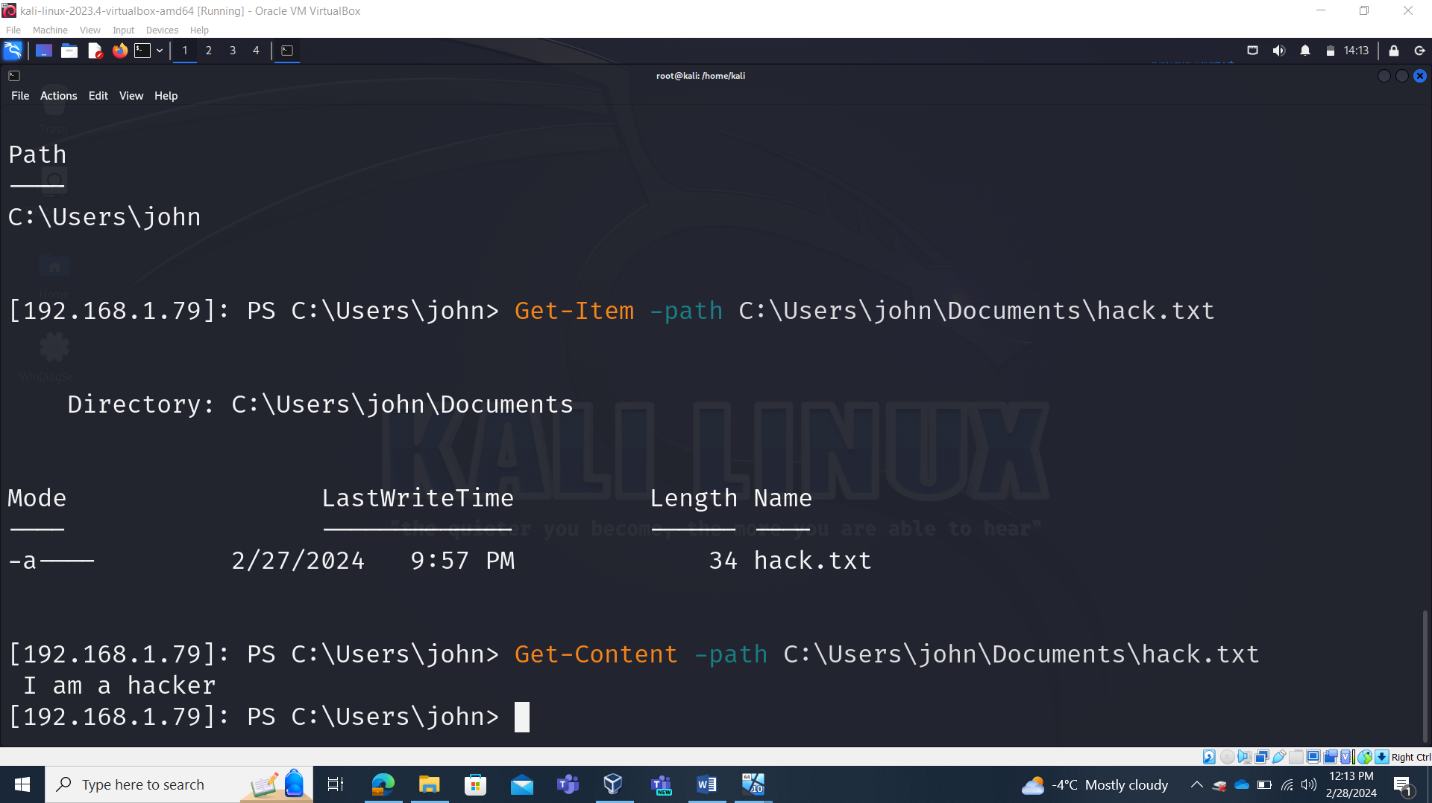 kali-linux-2023.4-virtualbox-amd64 [Running] - Oracle VM VirtualBox
File Machine View Input Devices Help
1 2 3 4 14:13
root@kali: /home/kali
File Actions Edit View Help
Path
----
C:\Users\john
[192.168.1.79]: PS C:\Users\john> Get-Item -path C:\Users\john\Documents\hack.txt
Directory: C:\Users\john\Documents
Mode LastWriteTime Length Name
---- ------------- ------ ----
-a---- 2/27/2024 9:57 PM 34 hack.txt
KALI LINUX
"the quieter you become, the more you are able to hear"
[192.168.1.79]: PS C:\Users\john> Get-Content -path C:\Users\john\Documents\hack.txt
I am a hacker
[192.168.1.79]: PS C:\Users\john>
Right Ctrl
Type here to search
-4°C Mostly cloudy
12:13 PM
2/28/2024
1